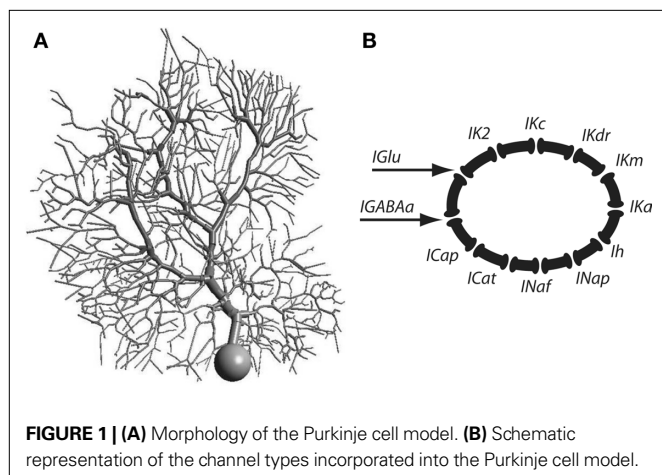 A
B
IKc
IK2
IKdr
IKm
IGlu
IKa
IGABAa
Ih
ICap
ICat
INaf
INap
FIGURE 1 | (A) Morphology of the Purkinje cell model. (B) Schematic
representation of the channel types incorporated into the Purkinje cell model.